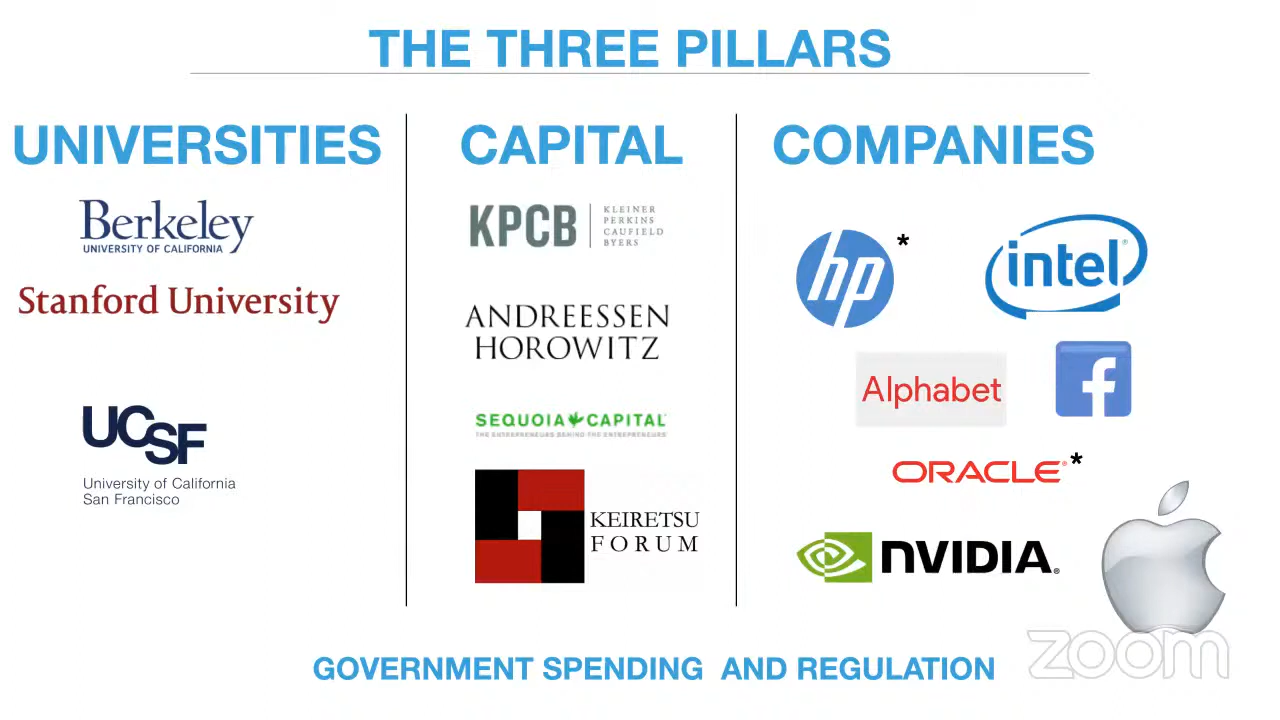 THE THREE PILLARS
UNIVERSITIES
Berkeley
UNIVERSITY OF CALIFORNIA
Stanford University
UCSF
University of California
San Francisco
CAPITAL
KPCB
KLEINER
PERKINS
CAUFIELD
BYERS
ANDREESSEN
HOROWITZ
SEQUOIA CAPITAL
THE ENTREPRENEURS BEHIND THE ENTREPRENEURS
KEIRETSU
FORUM
COMPANIES
hp *
intel®
Alphabet
f
ORACLE® *
NVIDIA®
GOVERNMENT SPENDING AND REGULATION
zoom